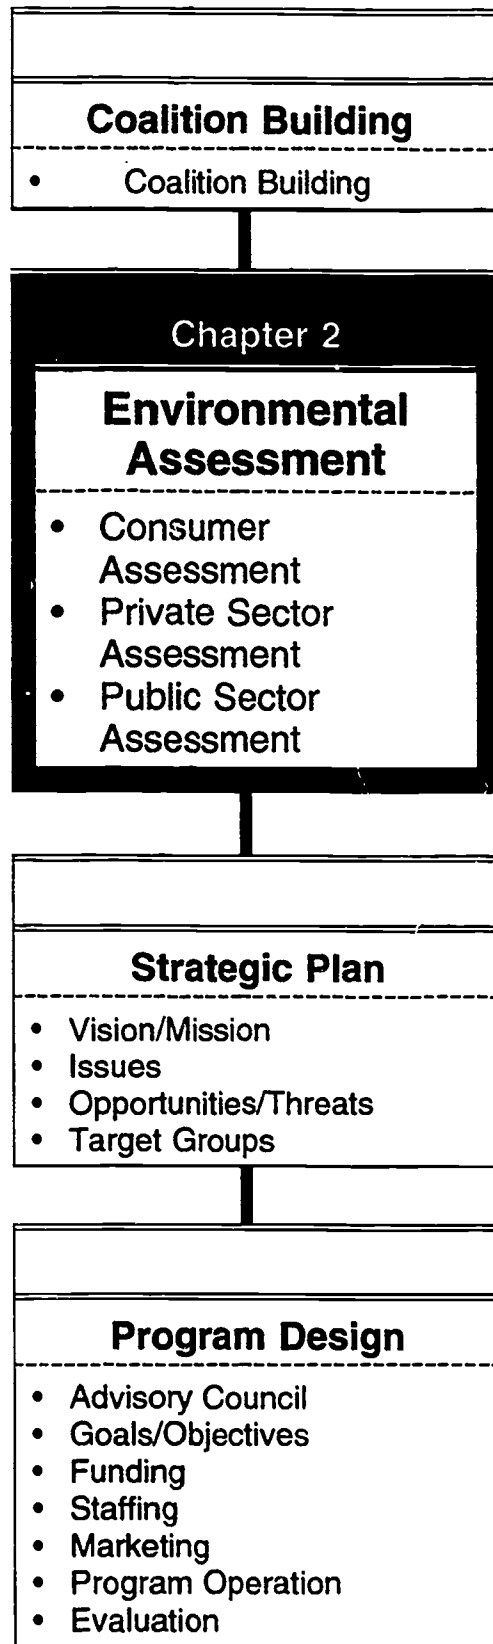 Coalition Building
• Coalition Building
Chapter 2
Environmental
Assessment
• Consumer
Assessment
• Private Sector
Assessment
• Public Sector
Assessment
Strategic Plan
• Vision/Mission
• Issues
• Opportunities/Threats
• Target Groups
Program Design
• Advisory Council
• Goals/Objectives
• Funding
• Staffing
• Marketing
• Program Operation
• Evaluation